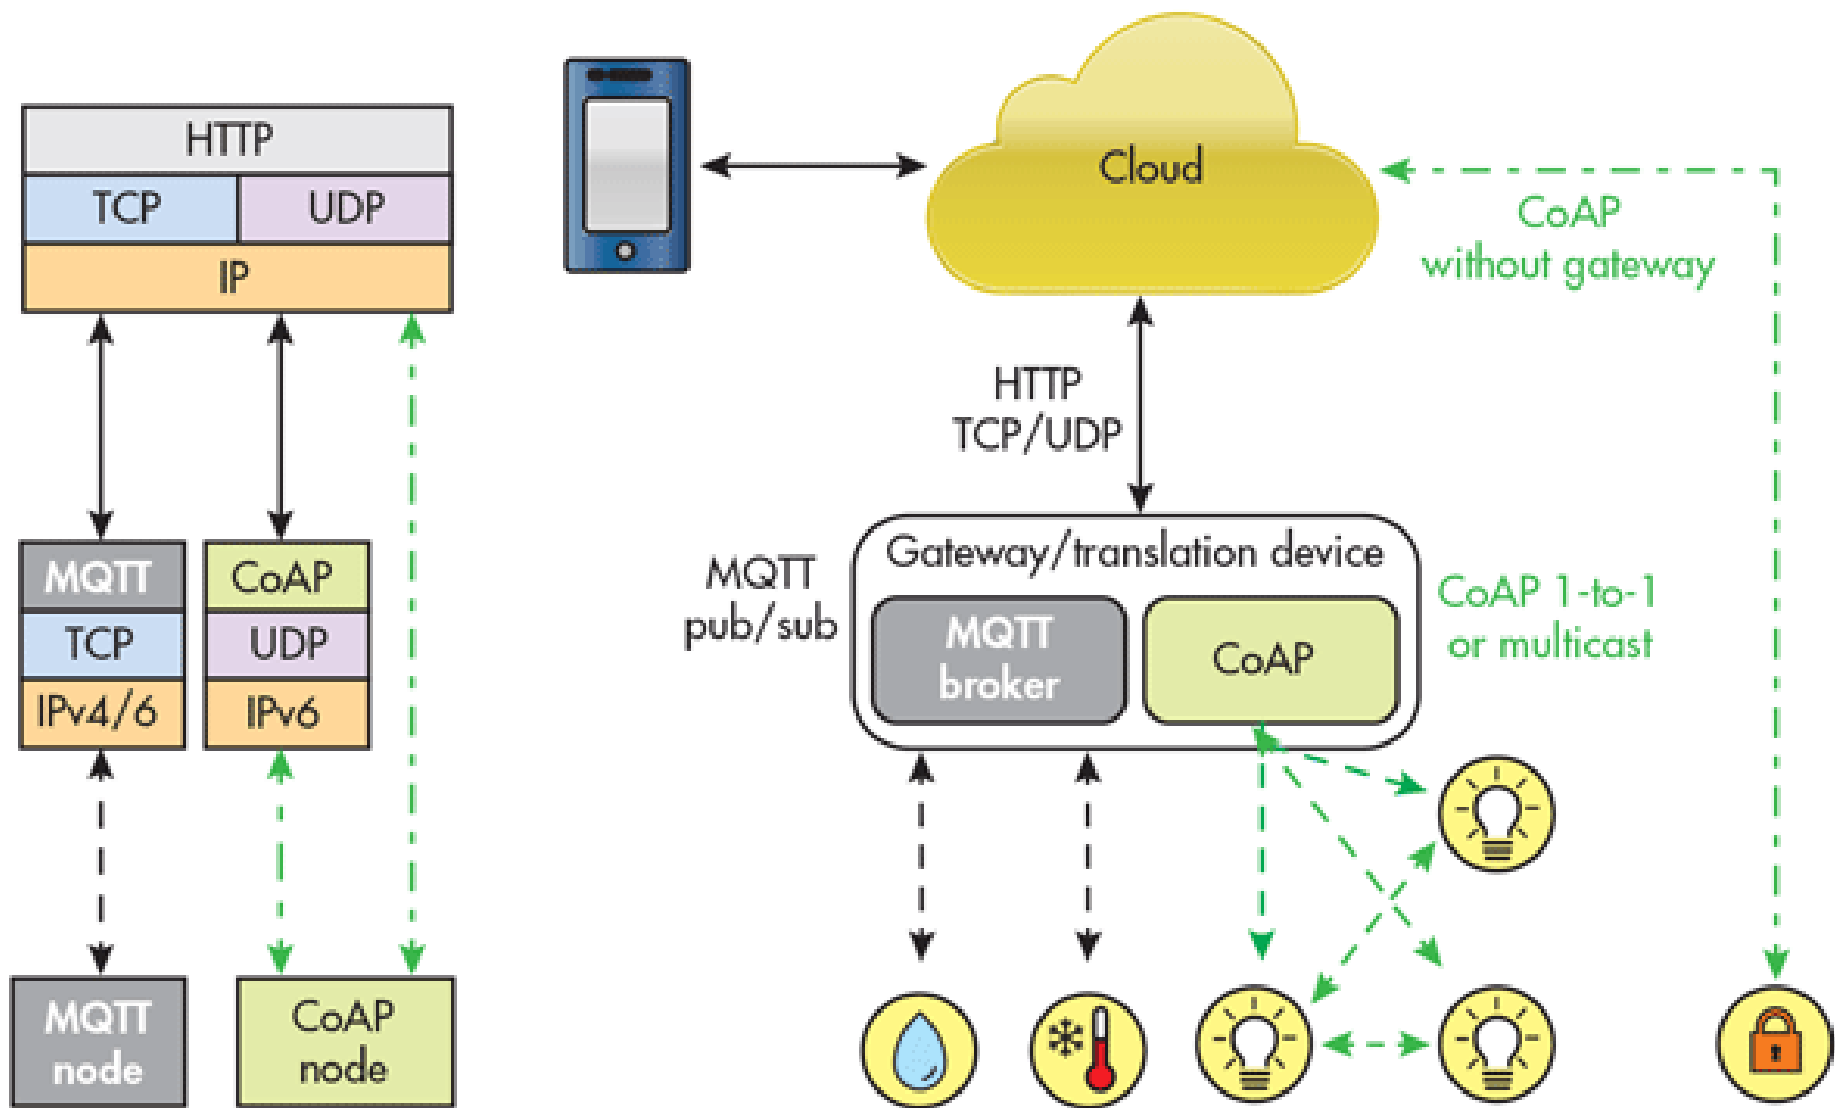 HTTP
TCP
UDP
IP
MQTT
TCP
IPv4/6
CoAP
UDP
IPv6
MQTT
node
CoAP
node
Cloud
CoAP
without gateway
HTTP
TCP/UDP
MQTT
pub/sub
Gateway/translation device
MQTT
broker
CoAP
CoAP 1-to-1
or multicast